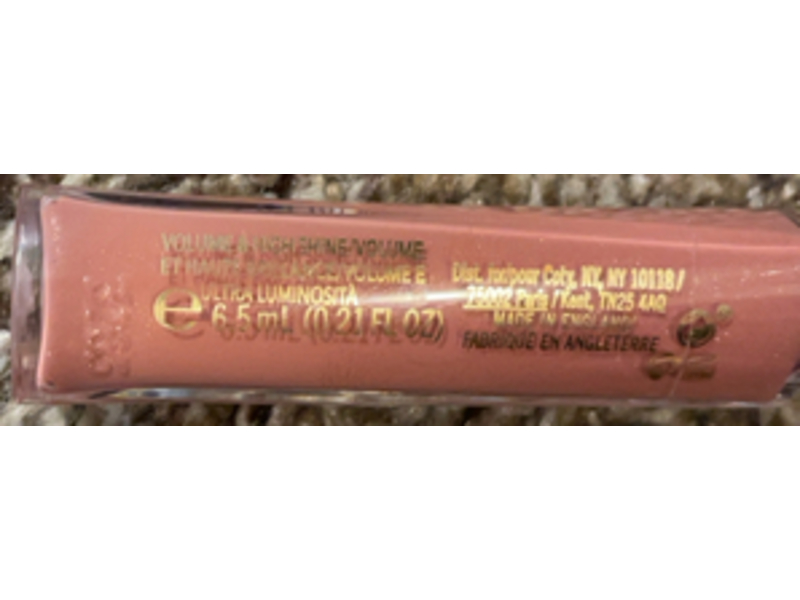 VOLUME & HIGH SHINE/VOLUME
ET HAUTE BRILLANCE/VOLUME E
ULTRA LUMINOSITÀ
e 6.5 mL (0.21 FL OZ)
Dist. for/pour Coty, NY, NY 10118 /
75002 Paris / Kent, TN25 4AQ
MADE IN ENGLAND/
FABRIQUÉ EN ANGLETERRE